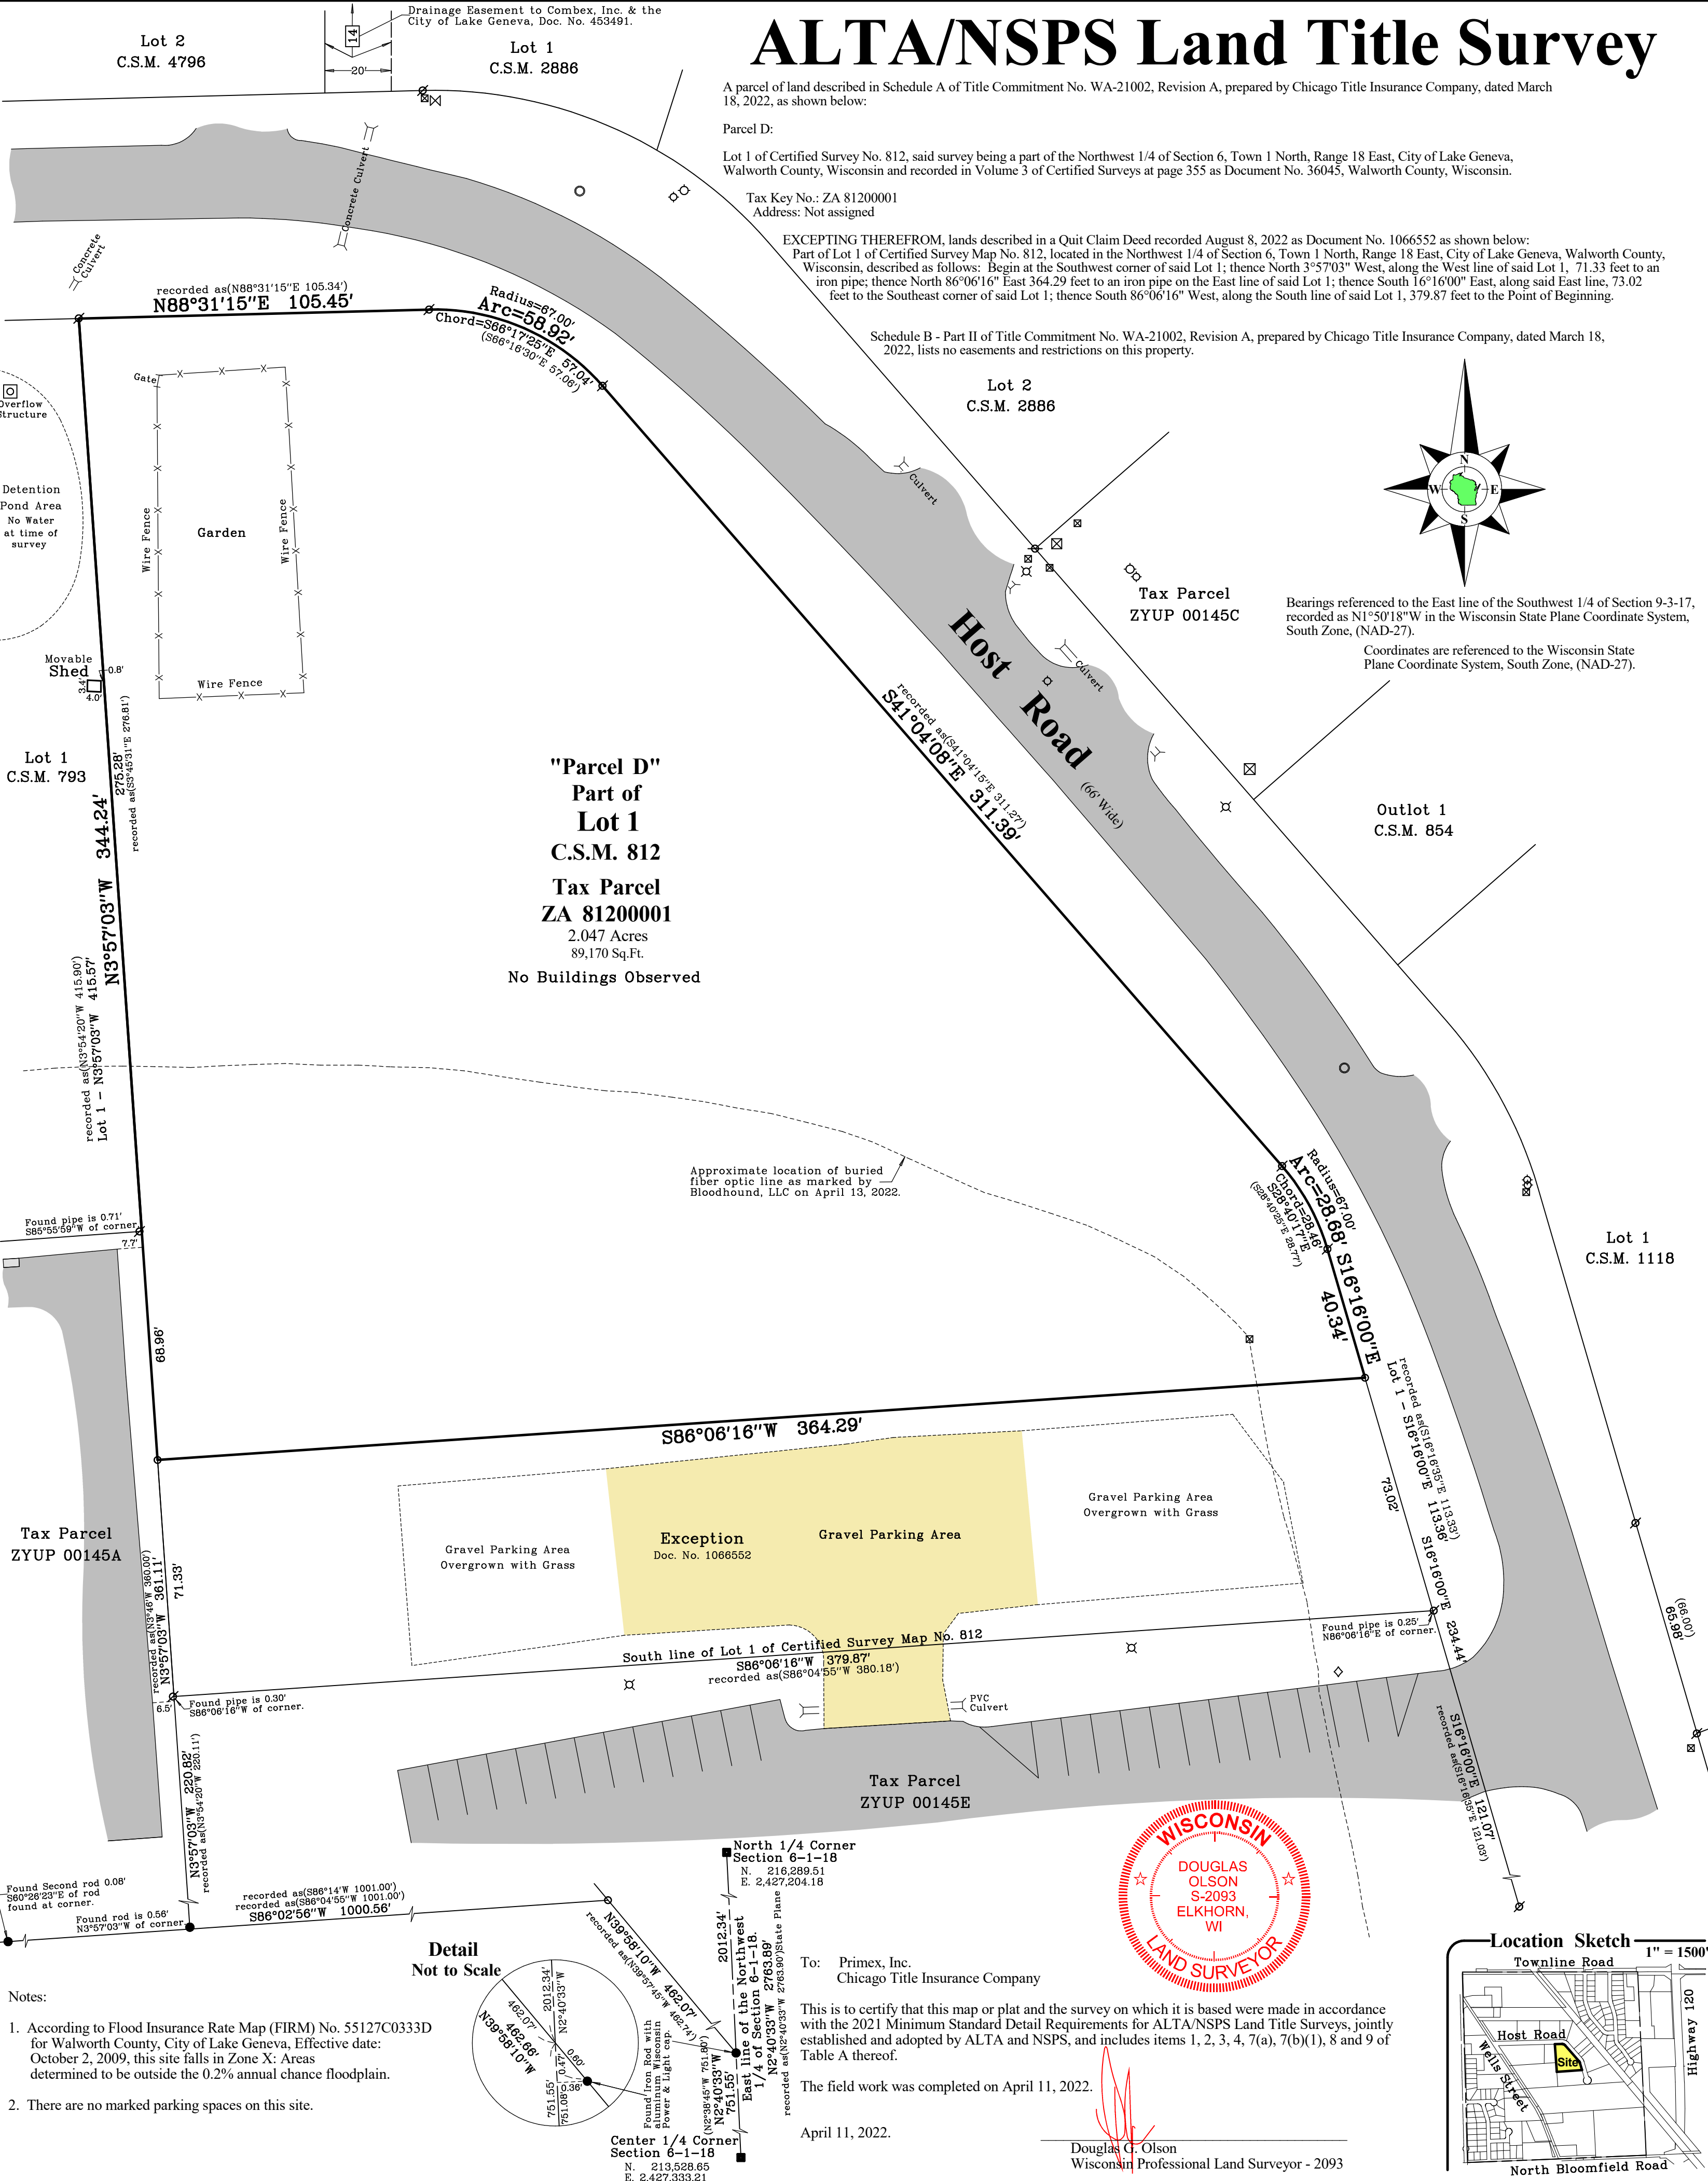 ALTA/NSPS Land Title Survey
A parcel of land described in Schedule A of Title Commitment No. WA-21002, Revision A, prepared by Chicago Title Insurance Company, dated March
18, 2022, as shown below:
Parcel D:
Lot 1 of Certified Survey No. 812, said survey being a part of the Northwest 1/4 of Section 6, Town 1 North, Range 18 East, City of Lake Geneva,
Walworth County, Wisconsin and recorded in Volume 3 of Certified Surveys at page 355 as Document No. 36045, Walworth County, Wisconsin.
Tax Key No.: ZA 81200001
Address: Not assigned
EXCEPTING THEREFROM, lands described in a Quit Claim Deed recorded August 8, 2022 as Document No. 1066552 as shown below:
Part of Lot 1 of Certified Survey Map No. 812, located in the Northwest 1/4 of Section 6, Town 1 North, Range 18 East, City of Lake Geneva, Walworth County,
Wisconsin, described as follows: Begin at the Southwest corner of said Lot 1; thence North 3°57'03" West, along the West line of said Lot 1, 71.33 feet to an
iron pipe; thence North 86°06'16" East 364.29 feet to an iron pipe on the East line of said Lot 1; thence South 16°16'00" East, along said East line, 73.02
feet to the Southeast corner of said Lot 1; thence South 86°06'16" West, along the South line of said Lot 1, 379.87 feet to the Point of Beginning.
Schedule B - Part II of Title Commitment No. WA-21002, Revision A, prepared by Chicago Title Insurance Company, dated March 18,
2022, lists no easements and restrictions on this property.
Drainage Easement to Combex, Inc. & the
City of Lake Geneva, Doc. No. 453491.
14
20'
Lot 2
C.S.M. 4796
Lot 1
C.S.M. 2886
Concrete Culvert
Concrete
Culvert
recorded as(N88°31'15"E 105.34')
N88°31'15"E 105.45'
Radius=67.00'
Arc=58.92'
Chord=S66°17'25"E 57.04'
(S66°16'30"E 57.06')
Lot 2
C.S.M. 2886
N
W
E
S
Gate
Overflow
Structure
Detention
Pond Area
No Water
at time of
survey
Wire Fence
Garden
Wire Fence
Wire Fence
Culvert
Tax Parcel
ZYUP 00145C
Bearings referenced to the East line of the Southwest 1/4 of Section 9-3-17,
recorded as N1°50'18"W in the Wisconsin State Plane Coordinate System,
South Zone, (NAD-27).
Coordinates are referenced to the Wisconsin State
Plane Coordinate System, South Zone, (NAD-27).
Movable
Shed
0.8'
3.4'
4.0'
Culvert
Host Road
(66' Wide)
recorded as(S41°04'15"E 311.27')
S41°04'08"E 311.39'
Lot 1
C.S.M. 793
275.28'
recorded as(S3°45'31"E 276.81')
N3°57'03"W 344.24'
recorded as(N3°54'20"W 415.90')
Lot 1 - N3°57'03"W 415.57'
"Parcel D"
Part of
Lot 1
C.S.M. 812
Tax Parcel
ZA 81200001
2.047 Acres
89,170 Sq.Ft.
No Buildings Observed
Outlot 1
C.S.M. 854
Approximate location of buried
fiber optic line as marked by
Bloodhound, LLC on April 13, 2022.
Radius=67.00'
Arc=28.68'
Chord=28.46'
S28°40'17"E
(S28°40'25"E 28.77')
S16°16'00"E
40.34'
Lot 1
C.S.M. 1118
Found pipe is 0.71'
S85°55'59"W of corner
7.7'
68.96'
S86°06'16"W 364.29'
recorded as(S16°16'35"E 113.33')
Lot 1 - S16°16'00"E 113.36'
73.02'
Tax Parcel
ZYUP 00145A
Gravel Parking Area
Overgrown with Grass
Exception
Doc. No. 1066552
Gravel Parking Area
Gravel Parking Area
Overgrown with Grass
recorded as(N3°46'W 360.00')
N3°57'03"W 361.11'
71.33'
South line of Lot 1 of Certified Survey Map No. 812
S86°06'16"W 379.87'
recorded as(S86°04'55"W 380.18')
Found pipe is 0.25'
N86°06'16"E of corner.
S16°16'00"E 234.44'
(66.00')
65.98'
6.5'
Found pipe is 0.30'
S86°06'16"W of corner.
PVC
Culvert
N3°57'03"W 220.82'
recorded as(N3°54'20"W 220.11')
Tax Parcel
ZYUP 00145E
S16°16'00"E 121.07'
recorded as(S16°16'35"E 121.03')
Found Second rod 0.08'
S60°26'23"E of rod
found at corner.
Found rod is 0.56'
N3°57'03"W of corner
recorded as(S86°14'W 1001.00')
recorded as(S86°04'55"W 1001.00')
S86°02'56"W 1000.56'
North 1/4 Corner
Section 6-1-18
N. 216,289.51
E. 2,427,204.18
N39°58'10"W 462.07'
recorded as(N39°57'45"W 462.74')
2012.34'
East line of the Northwest
1/4 of Section 6-1-18.
N2°40'33"W 2763.89'
recorded as(N2°40'33"W 2763.90')State Plane
(N2°38'45"W 751.80')
N2°40'33"W
751.55'
Center 1/4 Corner
Section 6-1-18
N. 213,528.65
E. 2,427,333.21
Detail
Not to Scale
462.07'
462.66'
N39°58'10"W
2012.34'
N2°40'33"W
0.60'
0.47'
0.36'
751.55'
751.08'
Found Iron Rod with
aluminum Wisconsin
Power & Light cap.
Notes:
1. According to Flood Insurance Rate Map (FIRM) No. 55127C0333D
for Walworth County, City of Lake Geneva, Effective date:
October 2, 2009, this site falls in Zone X: Areas
determined to be outside the 0.2% annual chance floodplain.
2. There are no marked parking spaces on this site.
WISCONSIN
DOUGLAS
OLSON
S-2093
ELKHORN,
WI
LAND SURVEYOR
To: Primex, Inc.
Chicago Title Insurance Company
This is to certify that this map or plat and the survey on which it is based were made in accordance
with the 2021 Minimum Standard Detail Requirements for ALTA/NSPS Land Title Surveys, jointly
established and adopted by ALTA and NSPS, and includes items 1, 2, 3, 4, 7(a), 7(b)(1), 8 and 9 of
Table A thereof.
The field work was completed on April 11, 2022.
April 11, 2022.
Douglas G. Olson
Wisconsin Professional Land Surveyor - 2093
Location Sketch
1" = 1500'
Townline Road
Host Road
Site
Wells Street
Highway 120
North Bloomfield Road